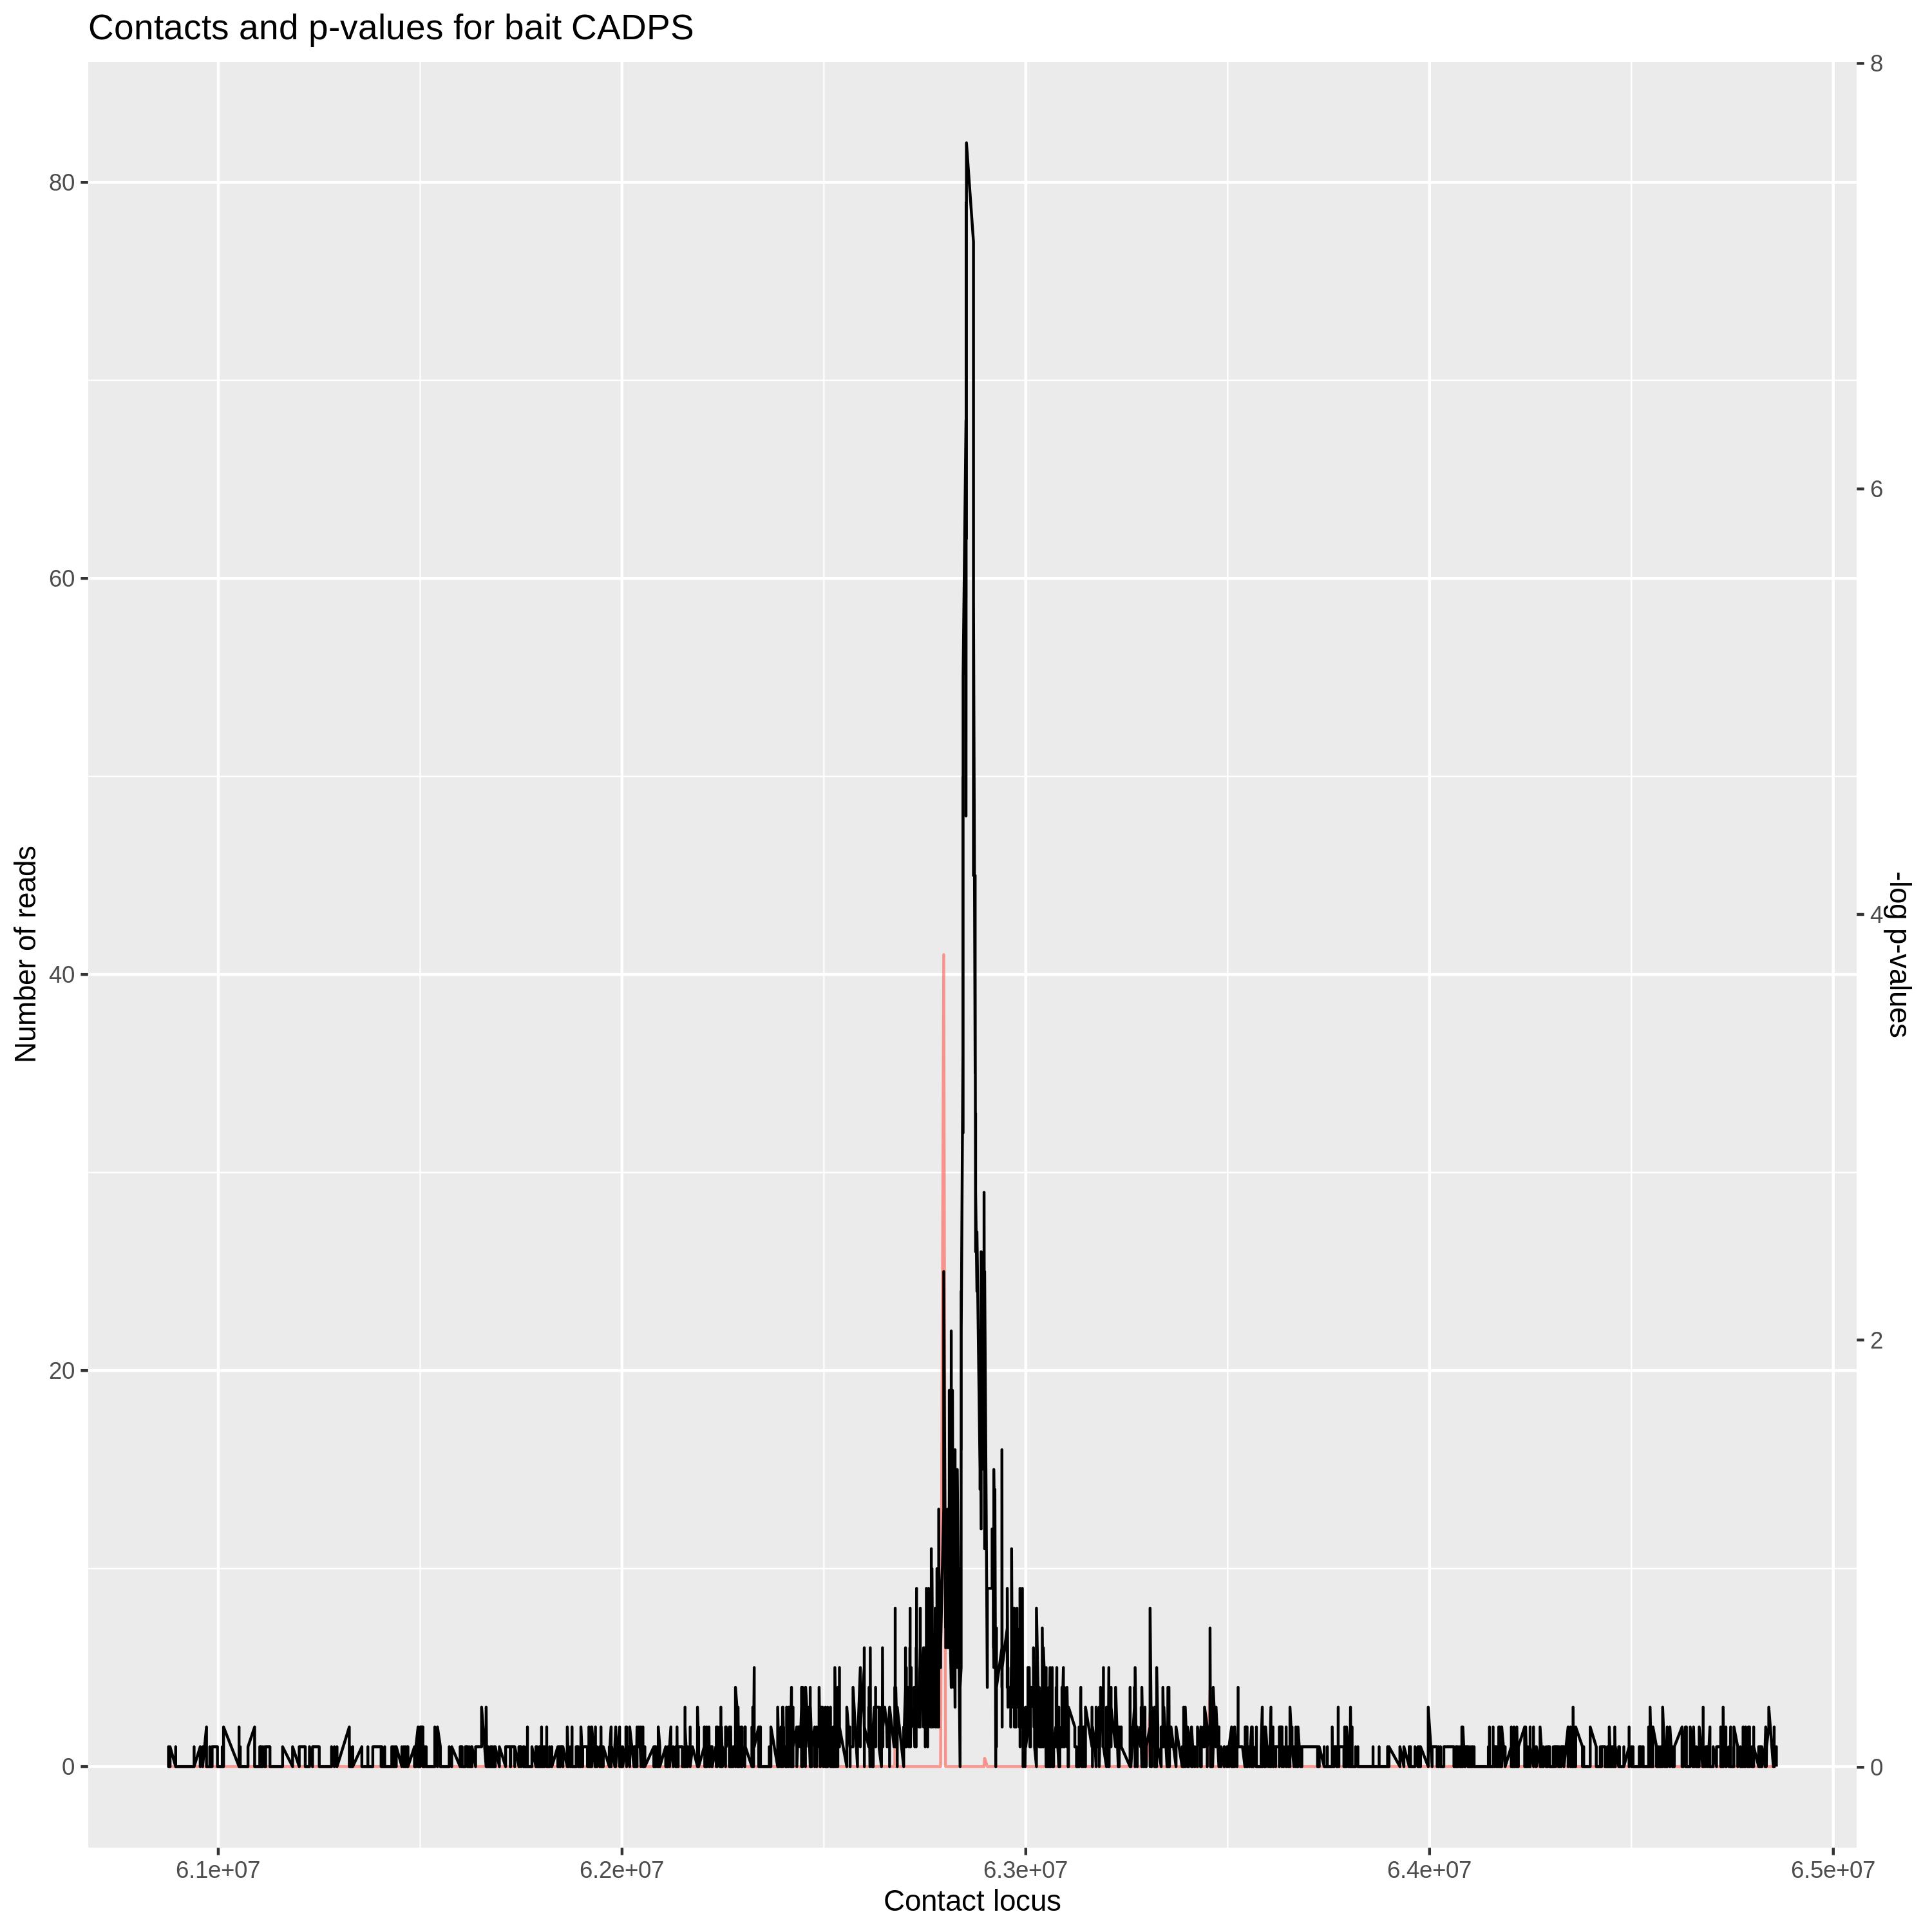 Contacts and p-values for bait CADPS
Number of reads
80
60
40
20
0
8
6
4
2
0
-log p-values
6.1e+07
6.2e+07
6.3e+07
6.4e+07
6.5e+07
Contact locus